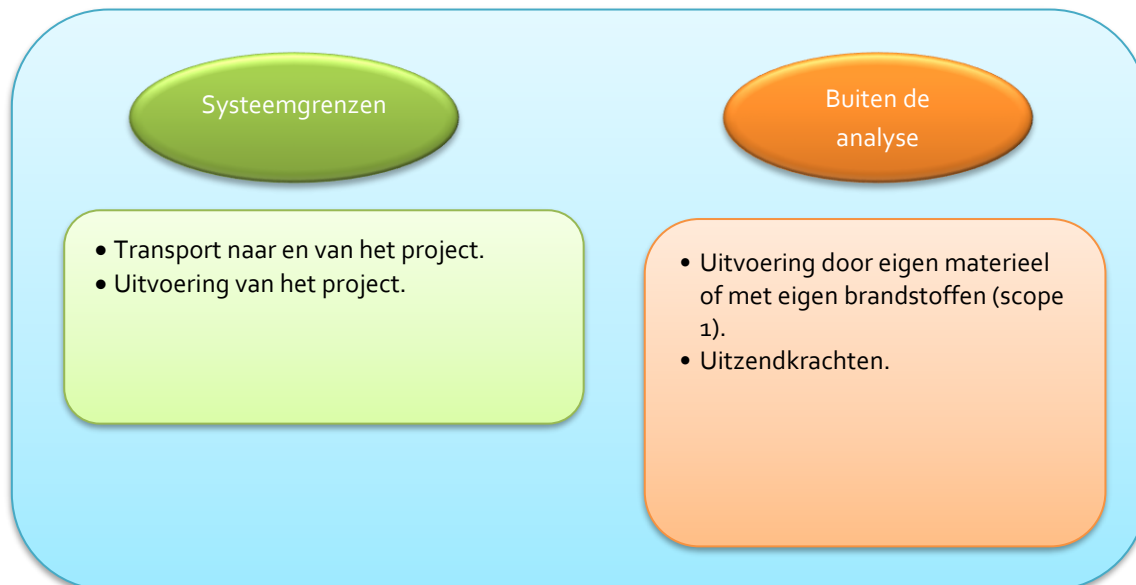 Systeemgrenzen
• Transport naar en van het project.
• Uitvoering van het project.
Buiten de
analyse
• Uitvoering door eigen materieel
of met eigen brandstoffen (scope
1).
• Uitzendkrachten.